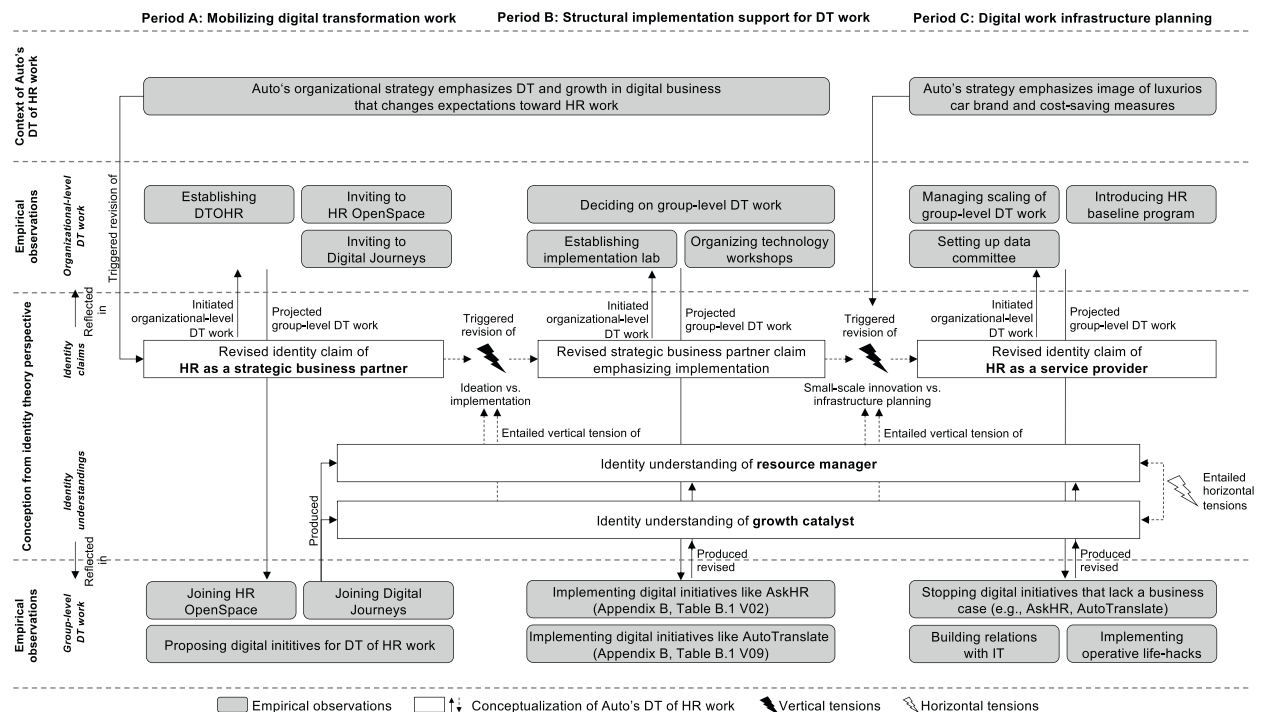 Period A: Mobilizing digital transformation work
Period B: Structural implementation support for DT work
Period C: Digital work infrastructure planning
Context of Auto's
DT of HR work
Auto's organizational strategy emphasizes DT and growth in digital business
that changes expectations toward HR work
Auto's strategy emphasizes image of luxurios
car brand and cost-saving measures
Triggered revision of
Empirical
observations
Organizational-level
DT work
Establishing
DTOHR
Inviting to
HR OpenSpace
Inviting to
Digital Journeys
Deciding on group-level DT work
Establishing
implementation lab
Organizing technology
workshops
Managing scaling of
group-level DT work
Introducing HR
baseline program
Setting up data
committee
Conception from identity theory perspective
Reflected
in
Identity
claims
Initiated
organizational-level
DT work
Projected
group-level DT work
Revised identity claim of
HR as a strategic business partner
Triggered
revision of
Ideation vs.
implementation
Initiated
organizational-level
DT work
Projected
group-level DT work
Revised strategic business partner claim
emphasizing implementation
Triggered
revision of
Small-scale innovation vs.
infrastructure planning
Initiated
organizational-level
DT work
Projected
group-level DT work
Revised identity claim of
HR as a service provider
Entailed vertical tension of
Entailed vertical tension of
Identity
understandings
Identity understanding of resource manager
Identity understanding of growth catalyst
Entailed
horizontal
tensions
Produced
Reflected
in
Produced
revised
Produced
revised
Empirical
observations
Group-level
DT work
Joining HR
OpenSpace
Joining Digital
Journeys
Proposing digital inititives for DT of HR work
Implementing digital initiatives like AskHR
(Appendix B, Table B.1 V02)
Implementing digital initiatives like AutoTranslate
(Appendix B, Table B.1 V09)
Stopping digital initiatives that lack a business
case (e.g., AskHR, AutoTranslate)
Building relations
with IT
Implementing
operative life-hacks
Empirical observations
Conceptualization of Auto's DT of HR work
Vertical tensions
Horizontal tensions